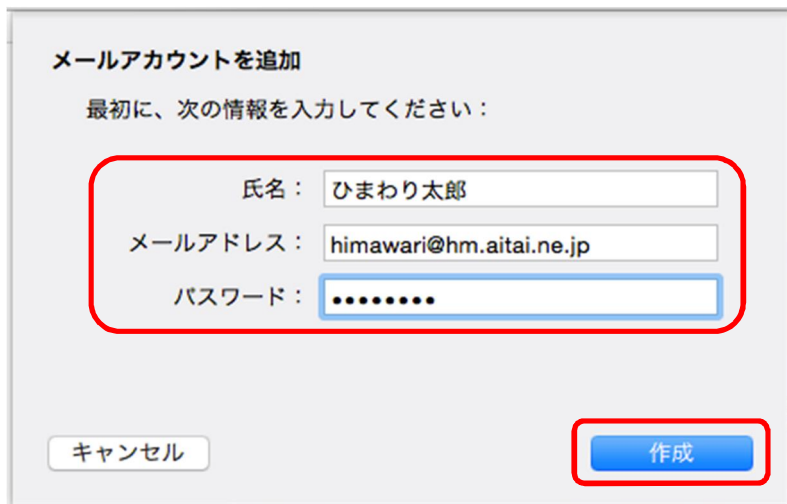 メールアカウントを追加
最初に、次の情報を入力してください：
氏名： ひまわり太郎
メールアドレス： himawari@hm.aitai.ne.jp
パスワード： ••••••••
キャンセル 作成